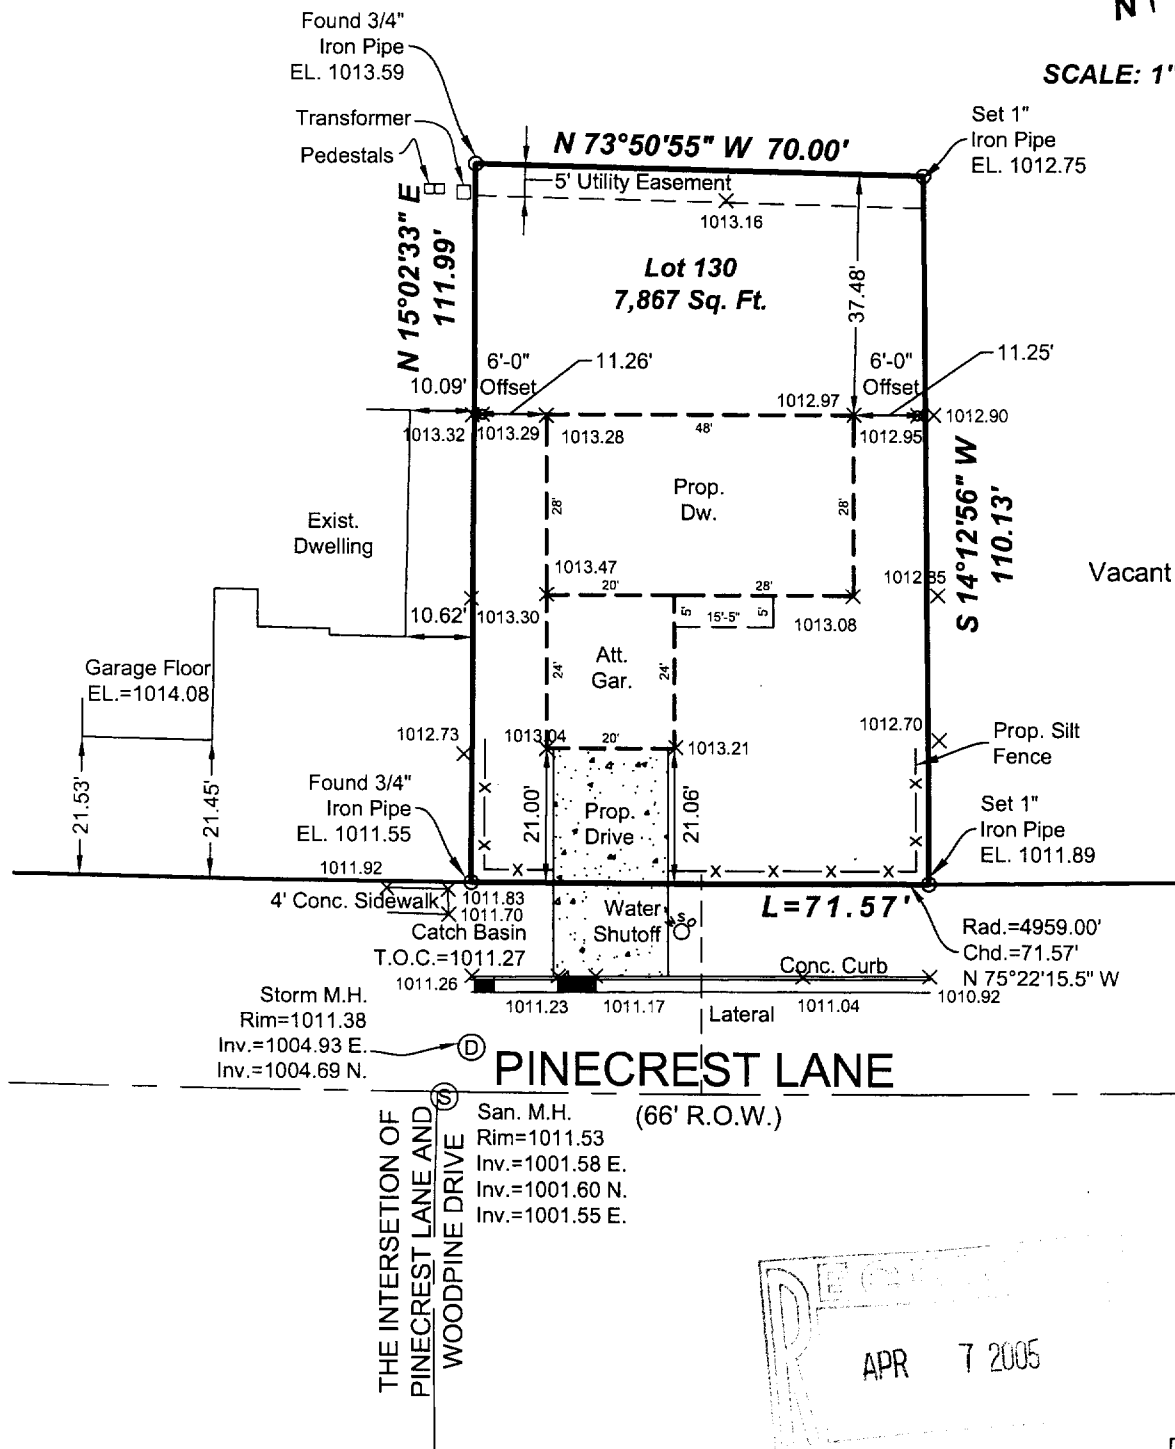 N
SCALE: 1"
Found 3/4"
Iron Pipe
EL. 1013.59
Transformer
Pedestals
N 73°50'55" W 70.00'
Set 1"
Iron Pipe
EL. 1012.75
5' Utility Easement
1013.16
N 15°02'33" E
111.99'
Lot 130
7,867 Sq. Ft.
37.48'
6'-0"
Offset
11.26'
6'-0"
Offset
11.25'
10.09'
1013.32
1013.29
1013.28
48'
1012.97
1012.95
1012.90
Prop.
Dw.
28'
28'
S 14°12'56" W
110.13'
Exist.
Dwelling
Vacant
1013.47
20'
28'
1012.85
10.62'
1013.30
5'
15'-5"
5'
1013.08
Att.
Gar.
24'
24'
Garage Floor
EL.=1014.08
1012.73
1013.04
20'
1013.21
1012.70
Prop. Silt
Fence
21.53'
21.45'
Found 3/4"
Iron Pipe
EL. 1011.55
21.00'
Prop.
Drive
21.06'
Set 1"
Iron Pipe
EL. 1011.89
1011.92
4' Conc. Sidewalk
1011.83
1011.70
Water
Shutoff
S
L=71.57'
Rad.=4959.00'
Chd.=71.57'
N 75°22'15.5" W
Catch Basin
T.O.C.=1011.27
Conc. Curb
1011.26
1011.23
1011.17
1011.04
1010.92
Lateral
Storm M.H.
Rim=1011.38
Inv.=1004.93 E.
Inv.=1004.69 N.
D
PINECREST LANE
(66' R.O.W.)
S
San. M.H.
Rim=1011.53
Inv.=1001.58 E.
Inv.=1001.60 N.
Inv.=1001.55 E.
THE INTERSETION OF
PINECREST LANE AND
WOODPINE DRIVE
APR 7 2005